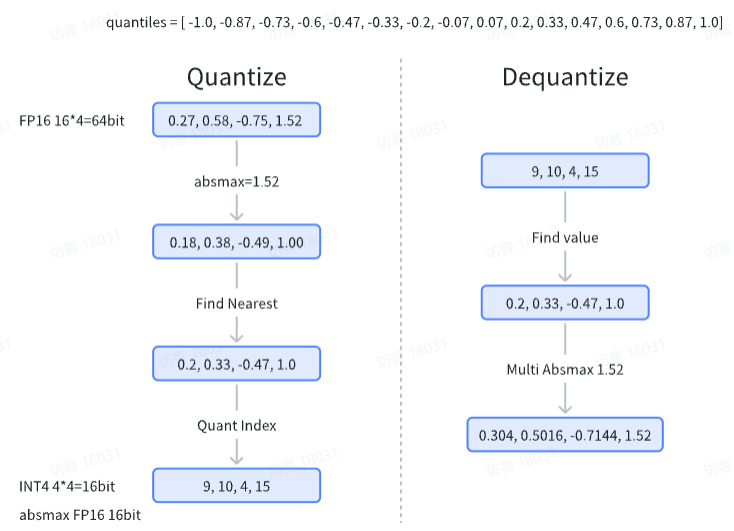 quantiles = [ -1.0, -0.87, -0.73, -0.6, -0.47, -0.33, -0.2, -0.07, 0.07, 0.2, 0.33, 0.47, 0.6, 0.73, 0.87, 1.0]
Quantize
FP16 16*4=64bit
0.27, 0.58, -0.75, 1.52
absmax=1.52
0.18, 0.38, -0.49, 1.00
Find Nearest
0.2, 0.33, -0.47, 1.0
Quant Index
INT4 4*4=16bit
9, 10, 4, 15
absmax FP16 16bit
Dequantize
9, 10, 4, 15
Find value
0.2, 0.33, -0.47, 1.0
Multi Absmax 1.52
0.304, 0.5016, -0.7144, 1.52
访客 18031